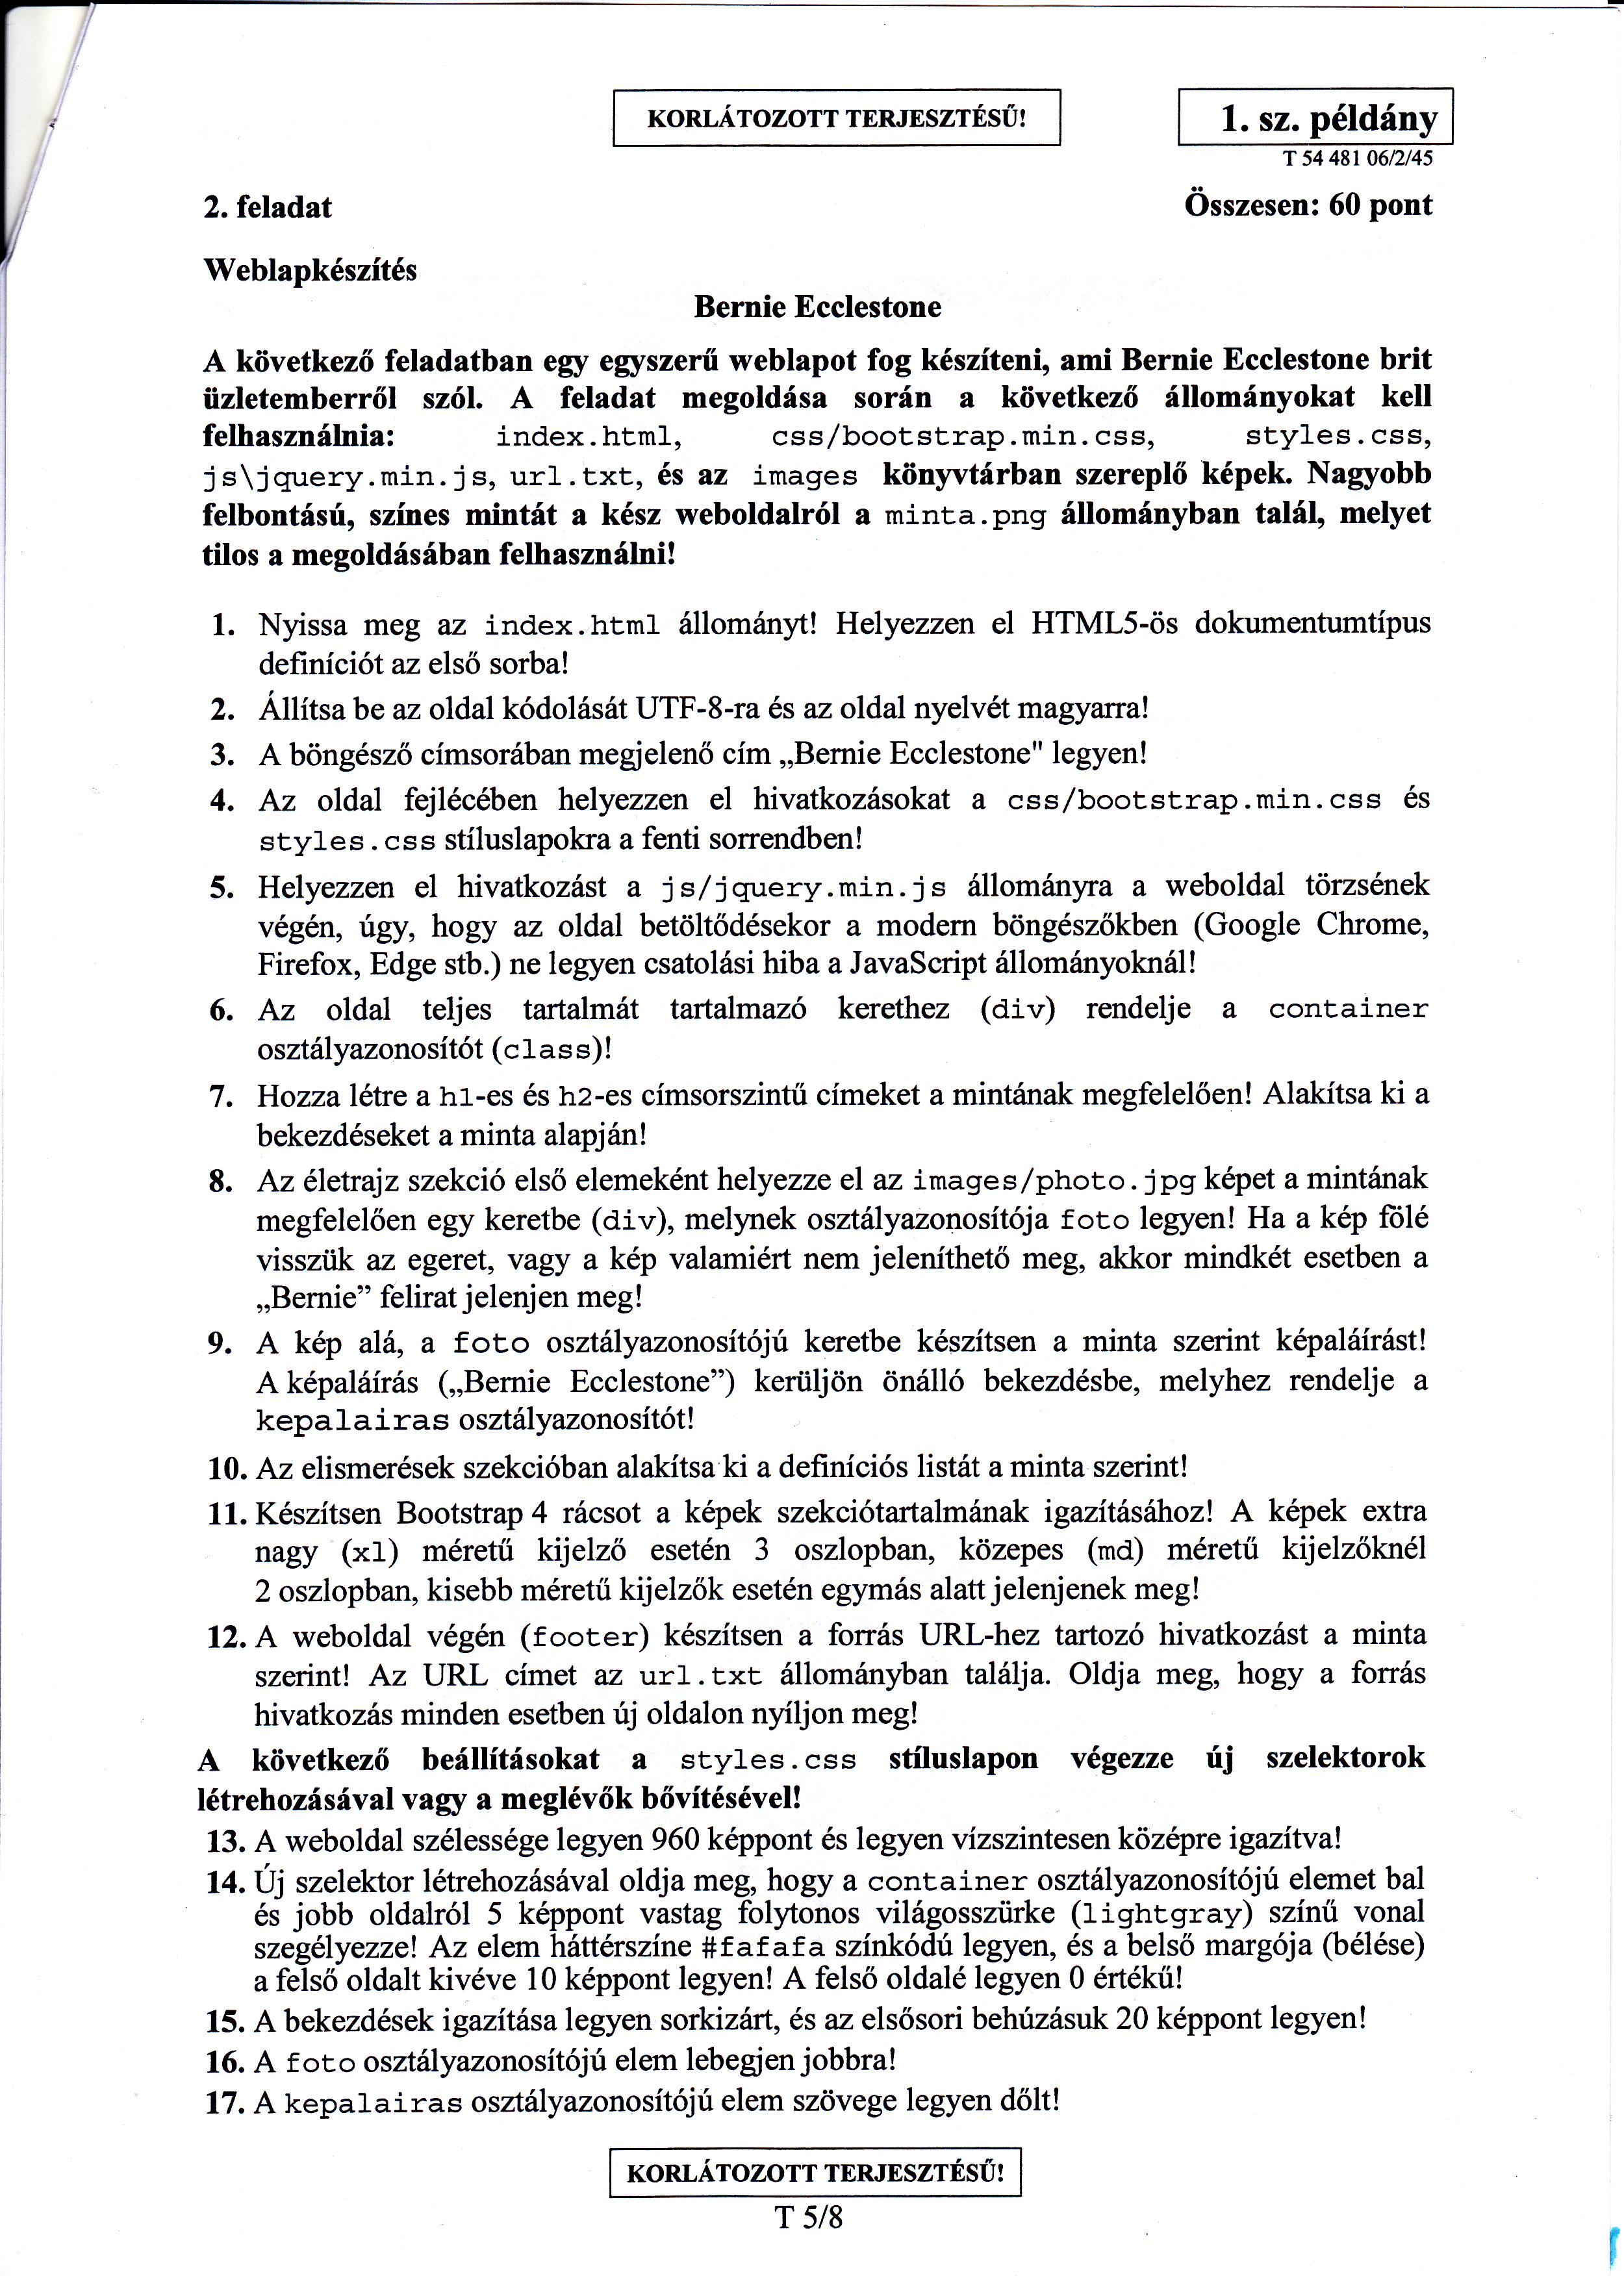 KORLÁTOZOTT TERJESZTÉSŰ!
1. sz. példány
T 54 481 06/2/45
2. feladat
Összesen: 60 pont
Weblapkészítés
Bernie Ecclestone
A következő feladatban egy egyszerű weblapot fog készíteni, ami Bernie Ecclestone brit
üzletemberről szól. A feladat megoldása során a következő állományokat kell
felhasználnia: index.html, css/bootstrap.min.css, styles.css,
js\jquery.min.js, url.txt, és az images könyvtárban szereplő képek. Nagyobb
felbontású, színes mintát a kész weboldalról a minta.png állományban talál, melyet
tilos a megoldásában felhasználni!
1. Nyissa meg az index.html állományt! Helyezzen el HTML5-ös dokumentumtípus
definíciót az első sorba!
2. Állítsa be az oldal kódolását UTF-8-ra és az oldal nyelvét magyarra!
3. A böngésző címsorában megjelenő cím „Bernie Ecclestone" legyen!
4. Az oldal fejlécében helyezzen el hivatkozásokat a css/bootstrap.min.css és
styles.css stíluslapokra a fenti sorrendben!
5. Helyezzen el hivatkozást a js/jquery.min.js állományra a weboldal törzsének
végén, úgy, hogy az oldal betöltődésekor a modern böngészőkben (Google Chrome,
Firefox, Edge stb.) ne legyen csatolási hiba a JavaScript állományoknál!
6. Az oldal teljes tartalmát tartalmazó kerethez (div) rendelje a container
osztályazonosítót (class)!
7. Hozza létre a h1-es és h2-es címsorszintű címeket a mintának megfelelően! Alakítsa ki a
bekezdéseket a minta alapján!
8. Az életrajz szekció első elemeként helyezze el az images/photo.jpg képet a mintának
megfelelően egy keretbe (div), melynek osztályazonosítója foto legyen! Ha a kép fölé
visszük az egeret, vagy a kép valamiért nem jeleníthető meg, akkor mindkét esetben a
„Bernie” felirat jelenjen meg!
9. A kép alá, a foto osztályazonosítójú keretbe készítsen a minta szerint képaláírást!
A képaláírás („Bernie Ecclestone”) kerüljön önálló bekezdésbe, melyhez rendelje a
kepalairas osztályazonosítót!
10. Az elismerések szekcióban alakítsa ki a definíciós listát a minta szerint!
11. Készítsen Bootstrap 4 rácsot a képek szekciótartalmának igazításához! A képek extra
nagy (xl) méretű kijelző esetén 3 oszlopban, közepes (md) méretű kijelzőknél
2 oszlopban, kisebb méretű kijelzők esetén egymás alatt jelenjenek meg!
12. A weboldal végén (footer) készítsen a forrás URL-hez tartozó hivatkozást a minta
szerint! Az URL címet az url.txt állományban találja. Oldja meg, hogy a forrás
hivatkozás minden esetben új oldalon nyíljon meg!
A következő beállításokat a styles.css stíluslapon végezze új szelektorok
létrehozásával vagy a meglévők bővítésével!
13. A weboldal szélessége legyen 960 képpont és legyen vízszintesen középre igazítva!
14. Új szelektor létrehozásával oldja meg, hogy a container osztályazonosítójú elemet bal
és jobb oldalról 5 képpont vastag folytonos világosszürke (lightgray) színű vonal
szegélyezze! Az elem háttérszíne #fafafa színkódú legyen, és a belső margója (bélése)
a felső oldalt kivéve 10 képpont legyen! A felső oldalé legyen 0 értékű!
15. A bekezdések igazítása legyen sorkizárt, és az elsősori behúzásuk 20 képpont legyen!
16. A foto osztályazonosítójú elem lebegjen jobbra!
17. A kepalairas osztályazonosítójú elem szövege legyen dőlt!
KORLÁTOZOTT TERJESZTÉSŰ!
T 5/8